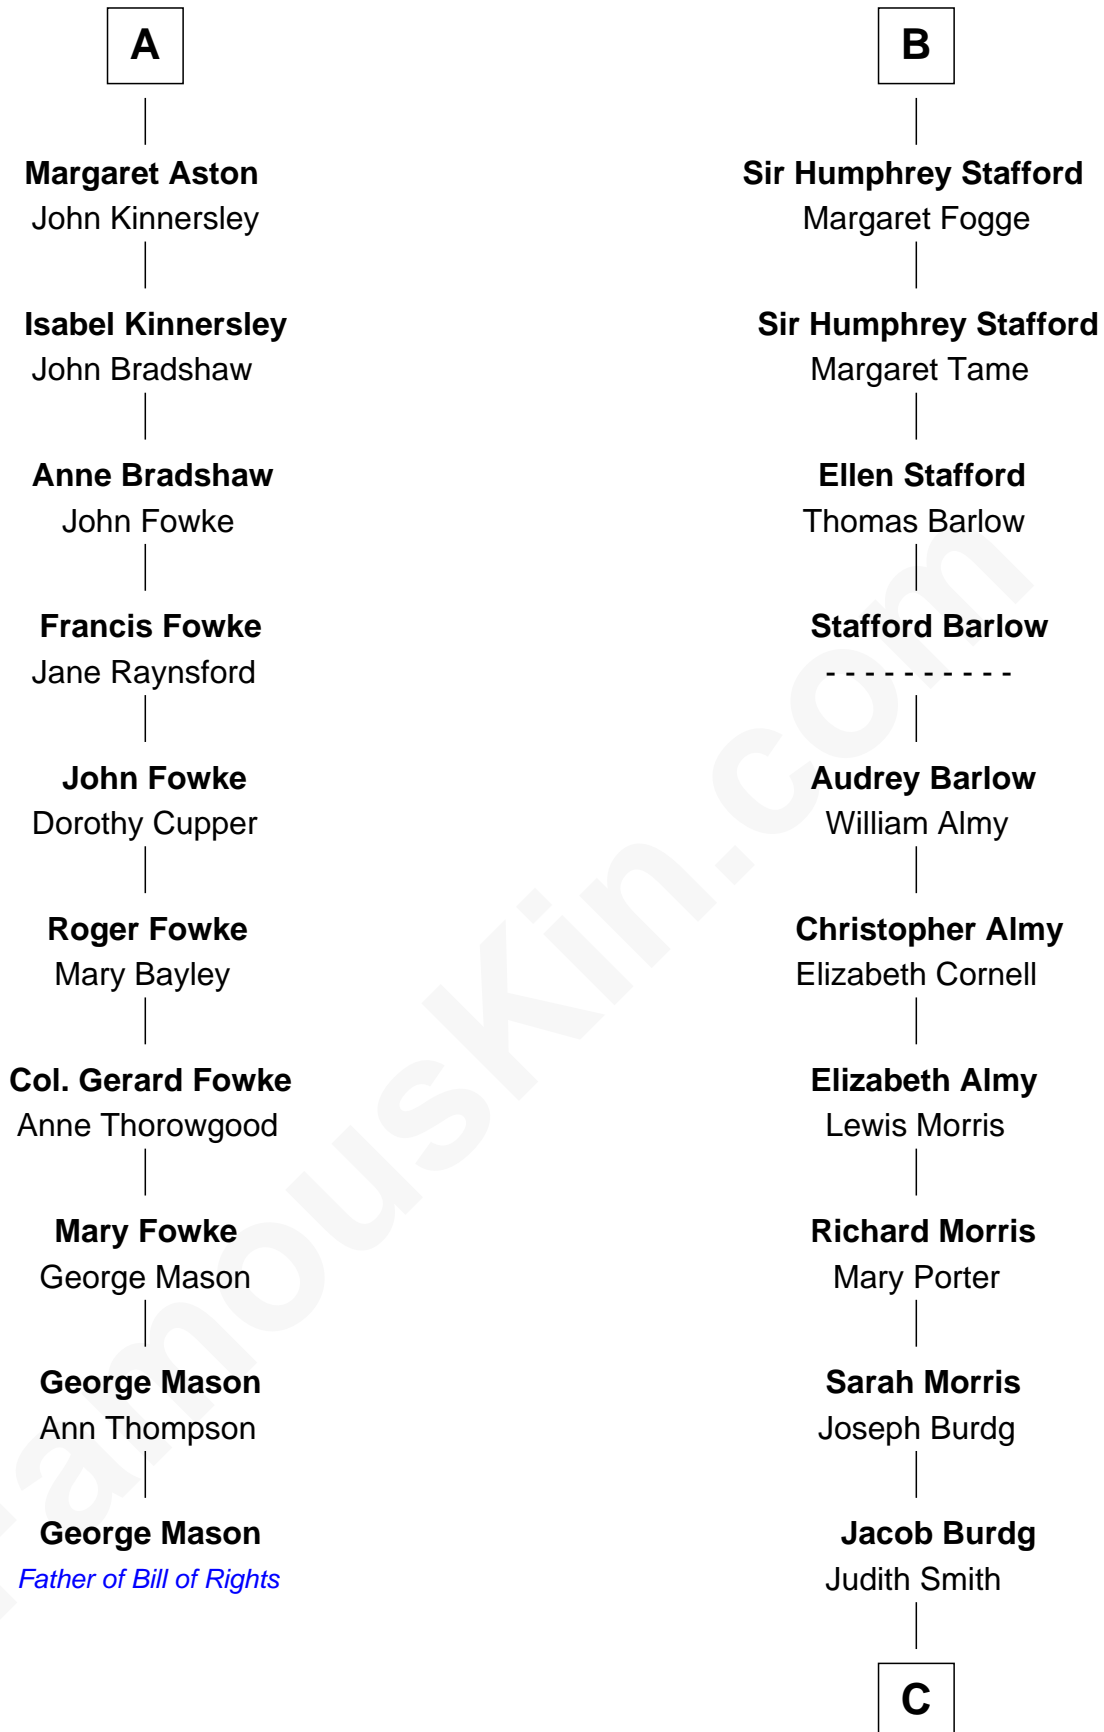 A
Margaret Aston
John Kinnersley
Isabel Kinnersley
John Bradshaw
Anne Bradshaw
John Fowke
Francis Fowke
Jane Raynsford
John Fowke
Dorothy Cupper
Roger Fowke
Mary Bayley
Col. Gerard Fowke
Anne Thorowgood
Mary Fowke
George Mason
George Mason
Ann Thompson
George Mason
Father of Bill of Rights
B
Sir Humphrey Stafford
Margaret Fogge
Sir Humphrey Stafford
Margaret Tame
Ellen Stafford
Thomas Barlow
Stafford Barlow
- - - - - - - - - -
Audrey Barlow
William Almy
Christopher Almy
Elizabeth Cornell
Elizabeth Almy
Lewis Morris
Richard Morris
Mary Porter
Sarah Morris
Joseph Burdg
Jacob Burdg
Judith Smith
C
FamousKin.com